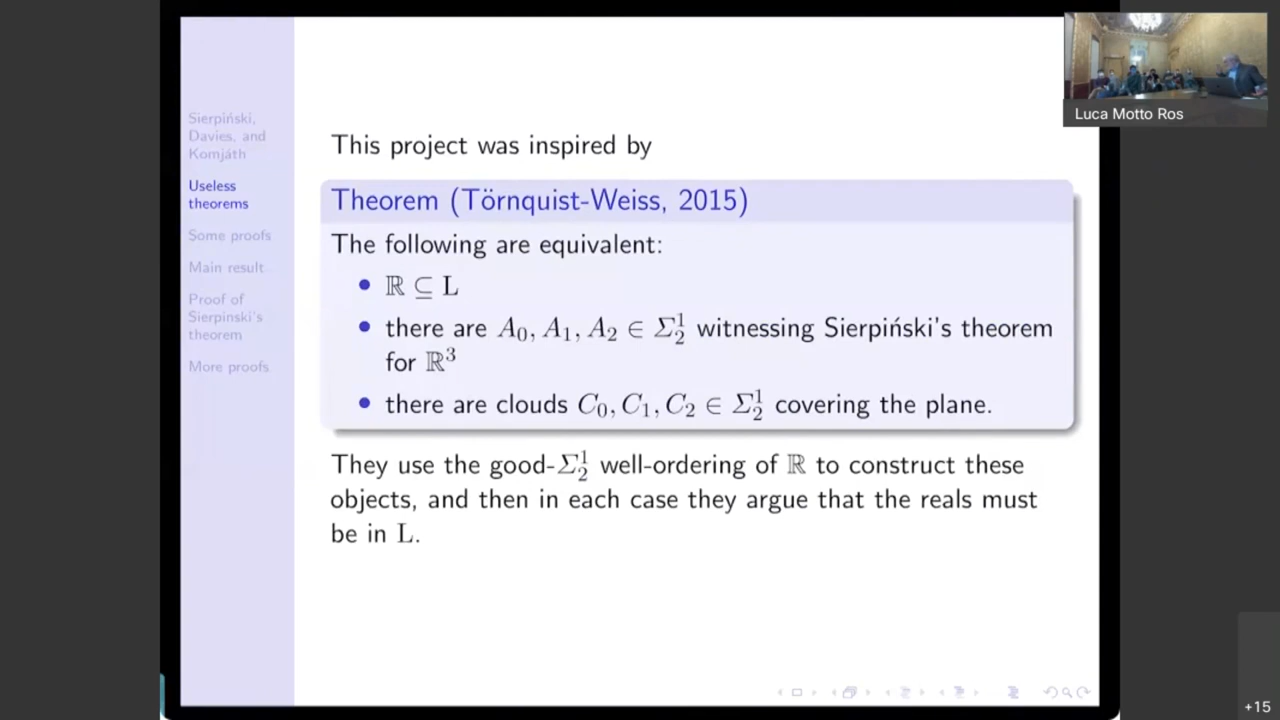 Sierpiński,
Davies, and
Komjáth
Useless
theorems
Some proofs
Main result
Proof of
Sierpinski's
theorem
More proofs
This project was inspired by
Theorem (Törnquist-Weiss, 2015)
The following are equivalent:
• ℝ ⊆ L
• there are A₀, A₁, A₂ ∈ Σ¹₂ witnessing Sierpiński's theorem
for ℝ³
• there are clouds C₀, C₁, C₂ ∈ Σ¹₂ covering the plane.
They use the good-Σ¹₂ well-ordering of ℝ to construct these
objects, and then in each case they argue that the reals must
be in L.
Luca Motto Ros
+15